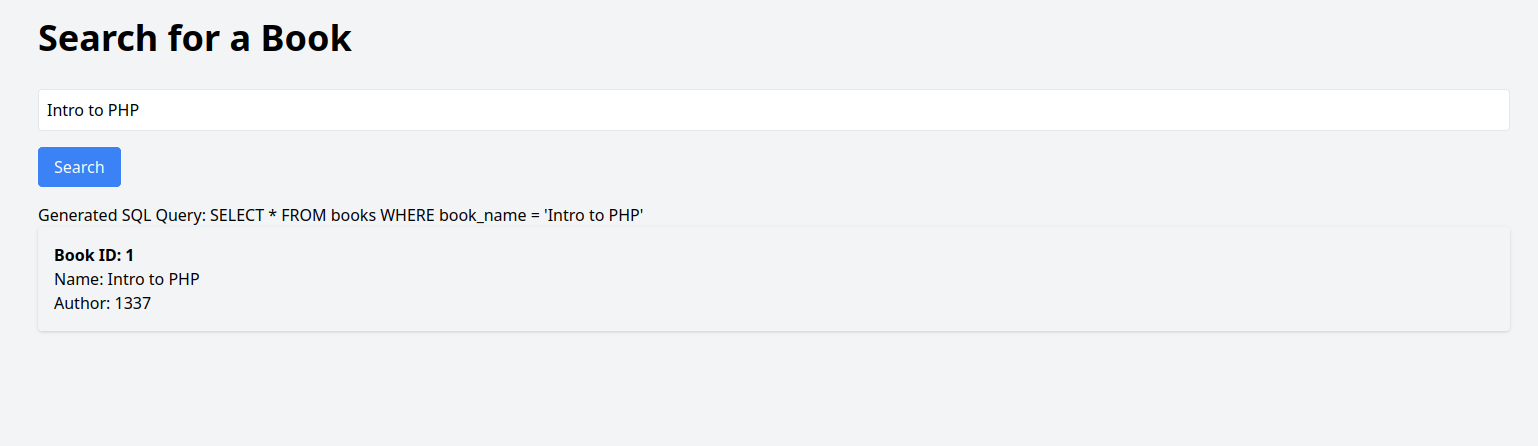 Search for a Book
Intro to PHP
Search
Generated SQL Query: SELECT * FROM books WHERE book_name = 'Intro to PHP'
Book ID: 1
Name: Intro to PHP
Author: 1337